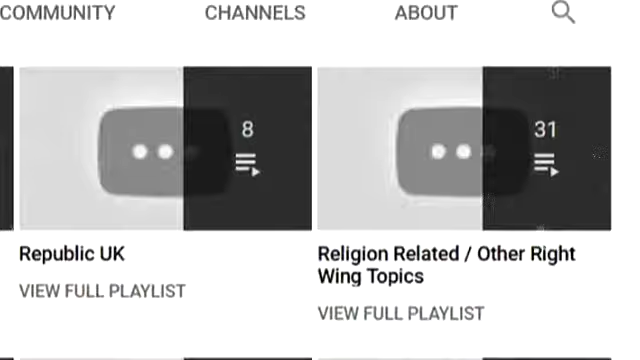 COMMUNITY CHANNELS ABOUT
8
31
Republic UK
VIEW FULL PLAYLIST
Religion Related / Other Right
Wing Topics
VIEW FULL PLAYLIST